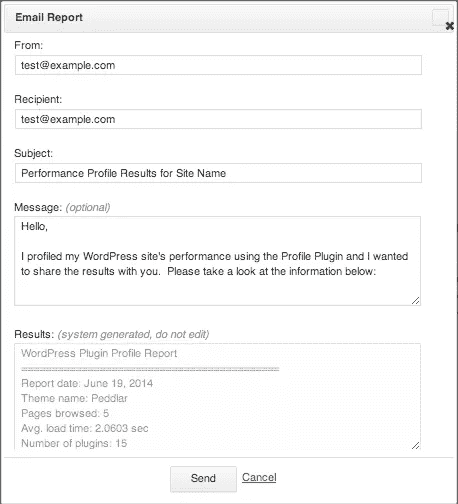 Email Report
From:
test@example.com
Recipient:
test@example.com
Subject:
Performance Profile Results for Site Name
Message: (optional)
Hello,
I profiled my WordPress site's performance using the Profile Plugin and I wanted
to share the results with you.  Please take a look at the information below:
Results: (system generated, do not edit)
WordPress Plugin Profile Report
===========================================
Report date: June 19, 2014
Theme name: Peddlar
Pages browsed: 5
Avg. load time: 2.0603 sec
Number of plugins: 15
Send Cancel